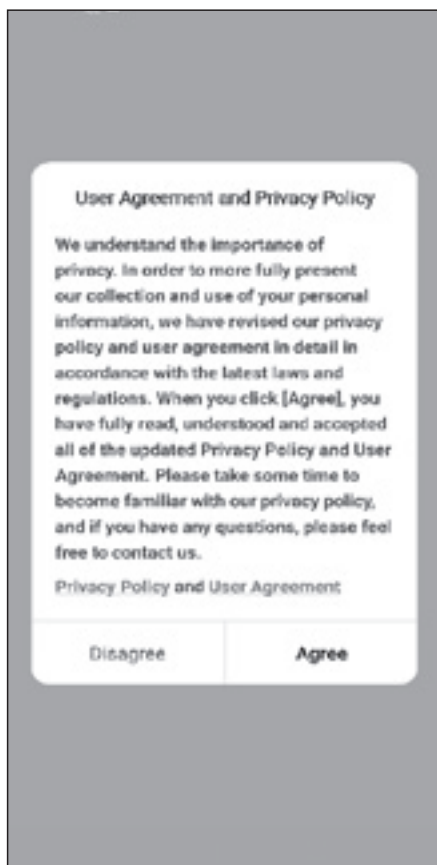 User Agreement and Privacy Policy
We understand the importance of
privacy. In order to more fully present
our collection and use of your personal
information, we have revised our privacy
policy and user agreement in detail in
accordance with the latest laws and
regulations. When you click [Agree], you
have fully read, understood and accepted
all of the updated Privacy Policy and User
Agreement. Please take some time to
become familiar with our privacy policy,
and if you have any questions, please feel
free to contact us.
Privacy Policy and User Agreement
Disagree
Agree